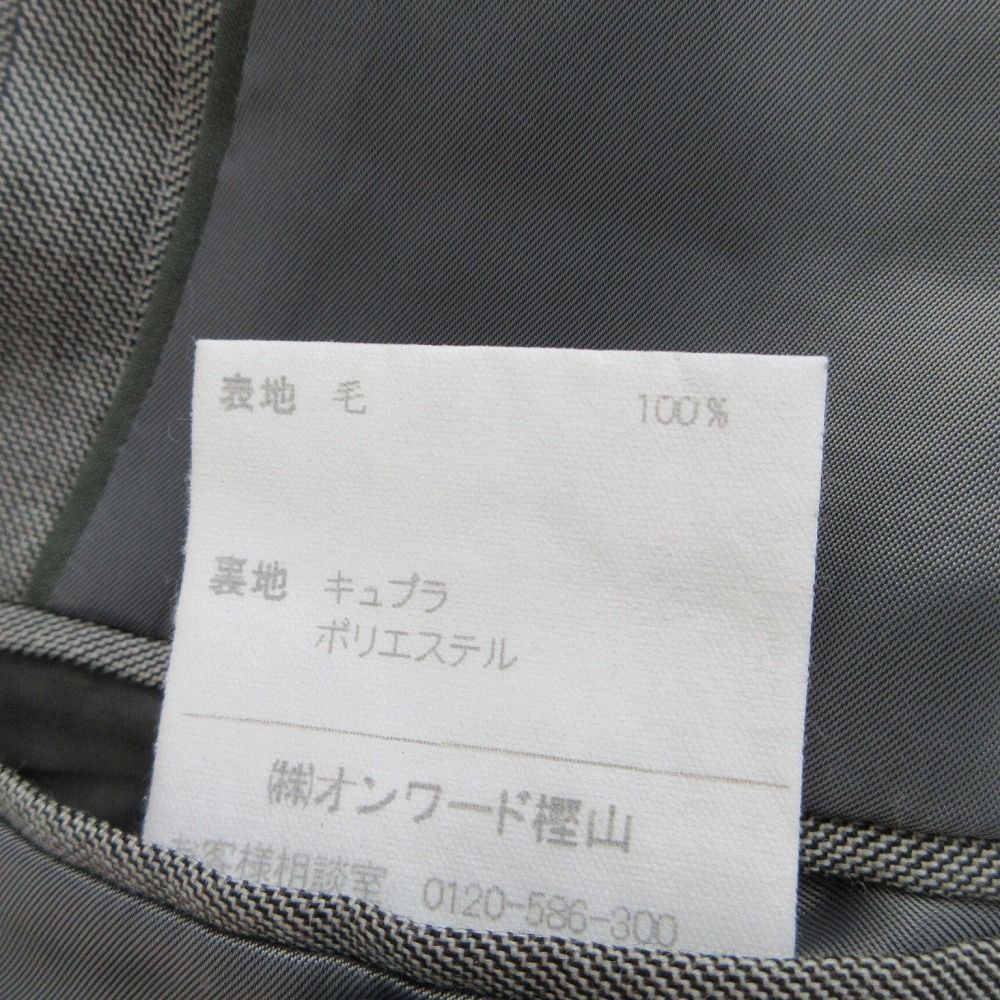 表地 毛 100%
裏地 キュプラ
ポリエステル
(株)オンワード樫山
お客様相談室 0120-586-300